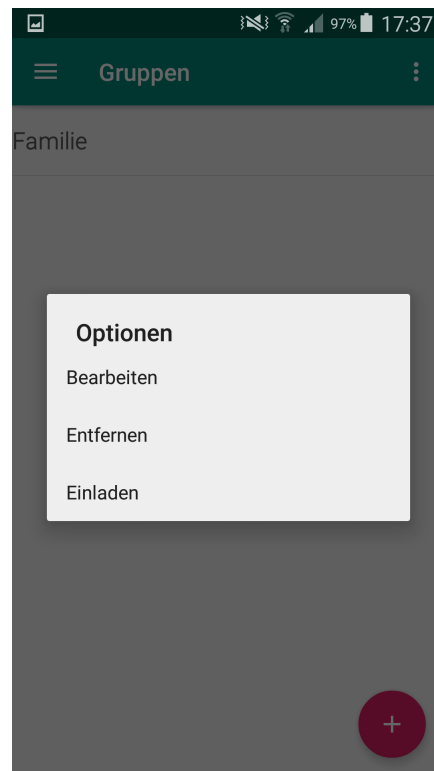 97% 17:37
Gruppen
Familie
Optionen
Bearbeiten
Entfernen
Einladen
+